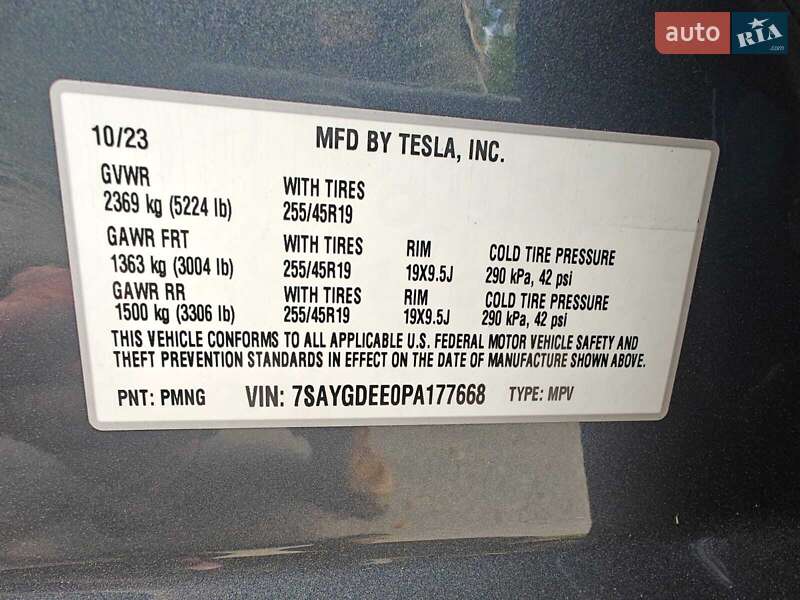 auto RIA .com
10/23 MFD BY TESLA, INC.
GVWR
2369 kg (5224 lb)
WITH TIRES
255/45R19
GAWR FRT
1363 kg (3004 lb)
WITH TIRES
255/45R19
RIM
19X9.5J
COLD TIRE PRESSURE
290 kPa, 42 psi
GAWR RR
1500 kg (3306 lb)
WITH TIRES
255/45R19
RIM
19X9.5J
COLD TIRE PRESSURE
290 kPa, 42 psi
THIS VEHICLE CONFORMS TO ALL APPLICABLE U.S. FEDERAL MOTOR VEHICLE SAFETY AND
THEFT PREVENTION STANDARDS IN EFFECT ON THE DATE OF MANUFACTURE SHOWN ABOVE.
PNT: PMNG VIN: 7SAYGDEE0PA177668 TYPE: MPV